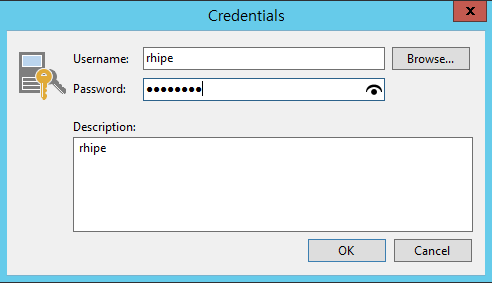 Credentials
x
Username: rhipe Browse...
Password: ●●●●●●●●
Description:
rhipe
OK Cancel